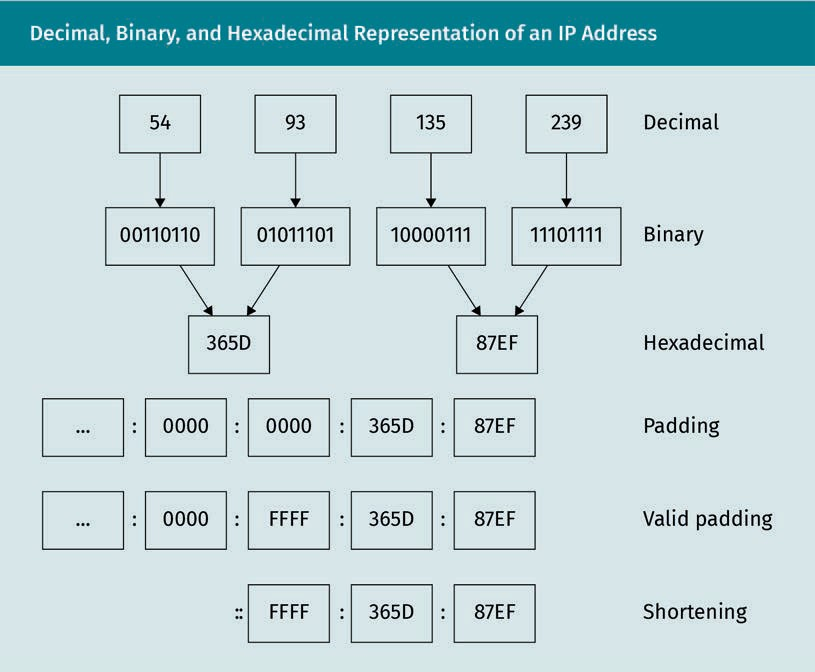 Decimal, Binary, and Hexadecimal Representation of an IP Address
54 93 135 239 Decimal
00110110 01011101 10000111 11101111 Binary
365D 87EF Hexadecimal
... : 0000 : 0000 : 365D : 87EF Padding
... : 0000 : FFFF : 365D : 87EF Valid padding
:: FFFF : 365D : 87EF Shortening